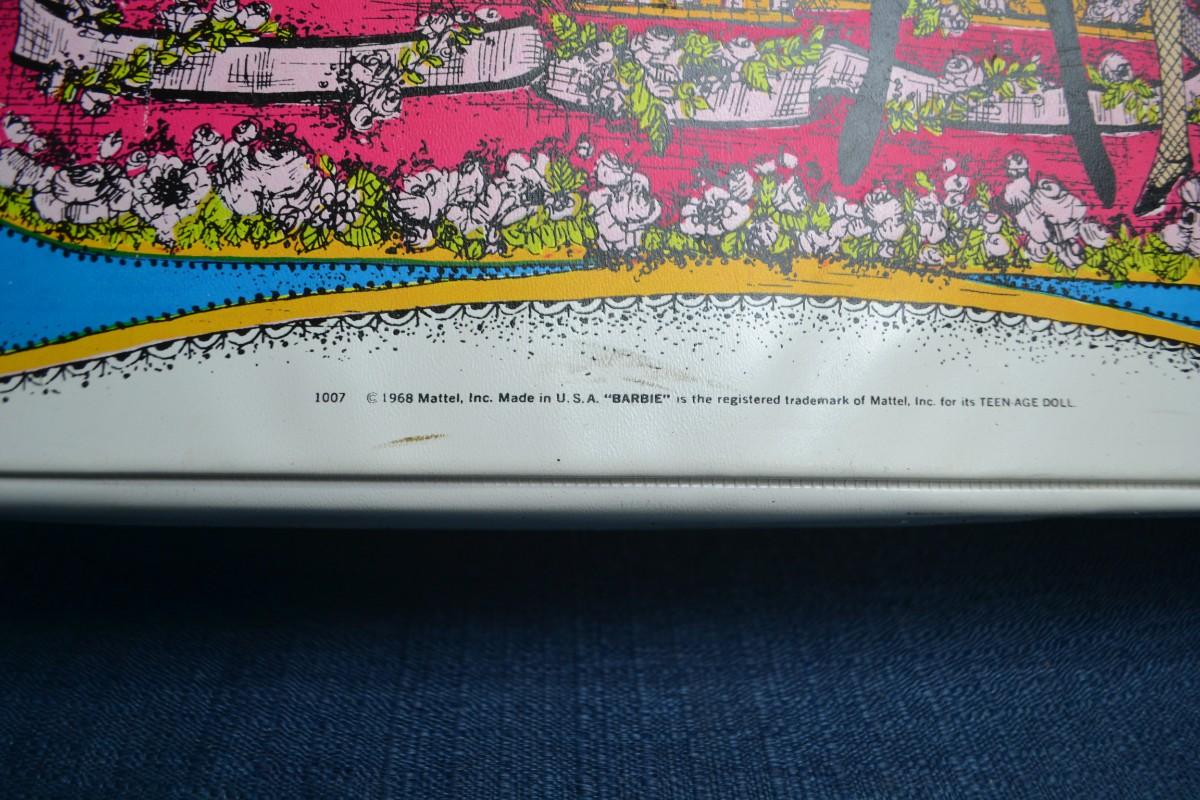 1007 © 1968 Mattel, Inc. Made in U.S.A. "BARBIE" is the registered trademark of Mattel, Inc. for its TEEN-AGE DOLL.